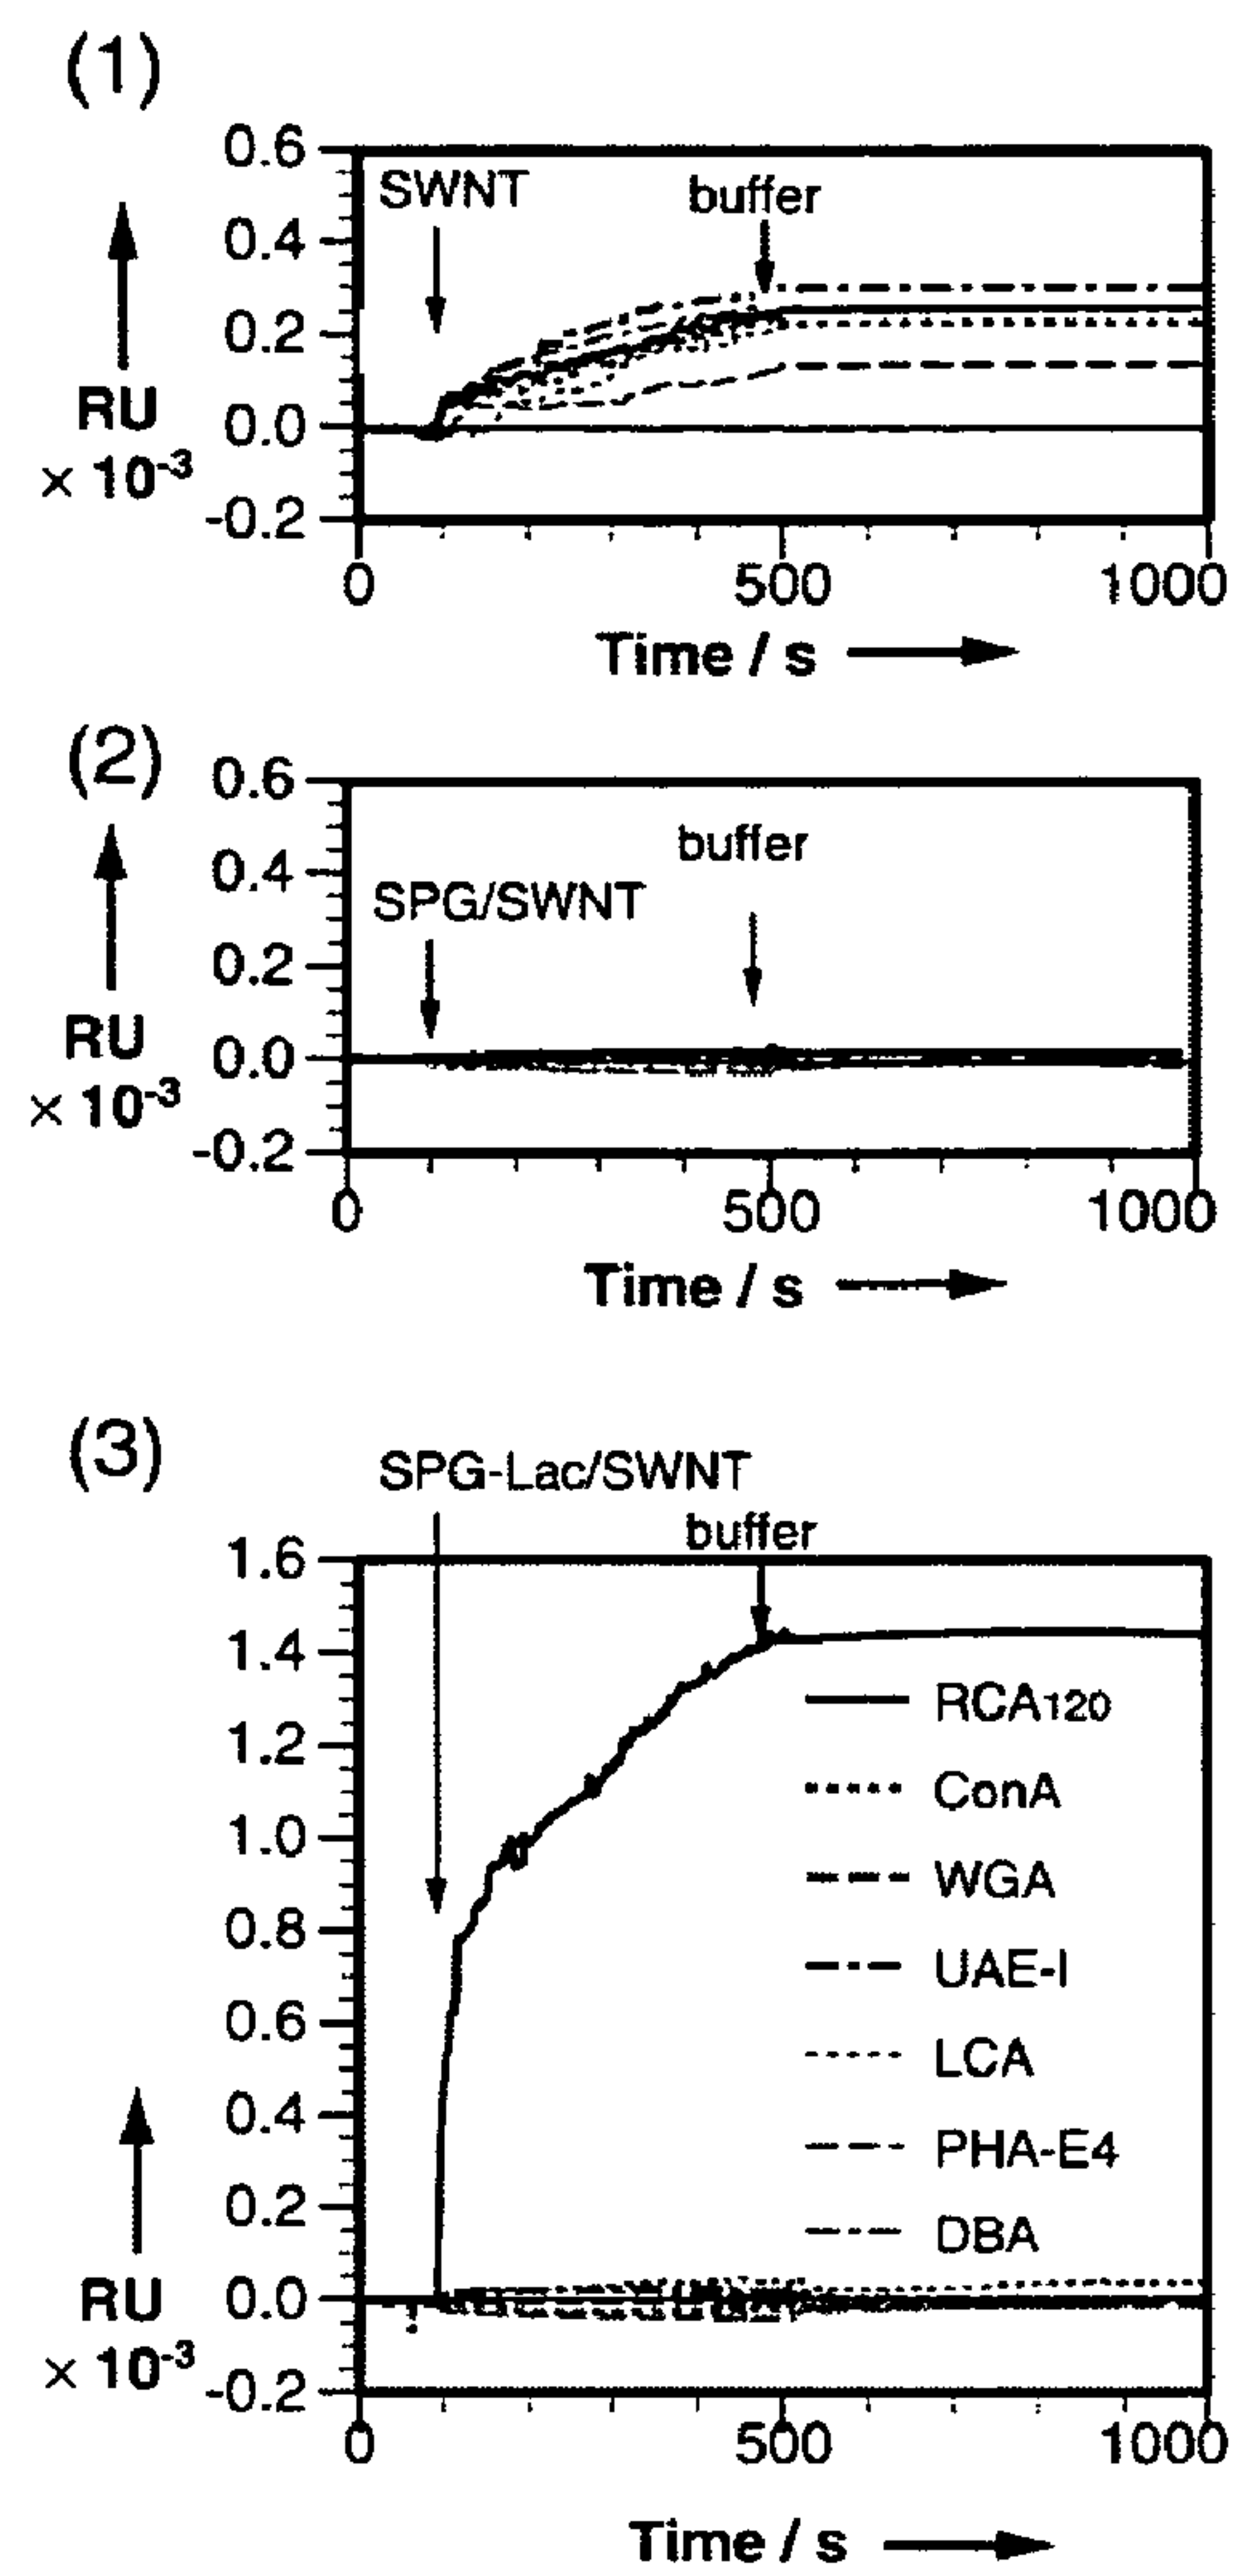 (1)
0.6
SWNT
buffer
0.4
0.2
RU
0.0
× 10-3
-0.2
0
500
1000
Time / s
(2)
0.6
buffer
0.4
SPG/SWNT
0.2
RU
0.0
× 10-3
-0.2
0
500
1000
Time / s
(3)
SPG-Lac/SWNT
buffer
1.6
1.4
RCA120
1.2
ConA
1.0
WGA
0.8
UAE-I
0.6
LCA
0.4
PHA-E4
0.2
DBA
RU
0.0
× 10-3
-0.2
0
500
1000
Time / s